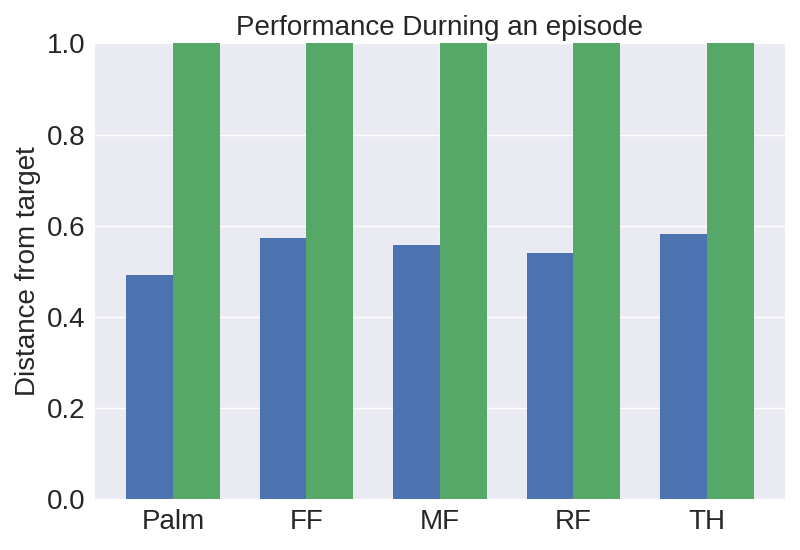 Performance Durning an episode
Distance from target
1.0
0.8
0.6
0.4
0.2
0.0
Palm FF MF RF TH